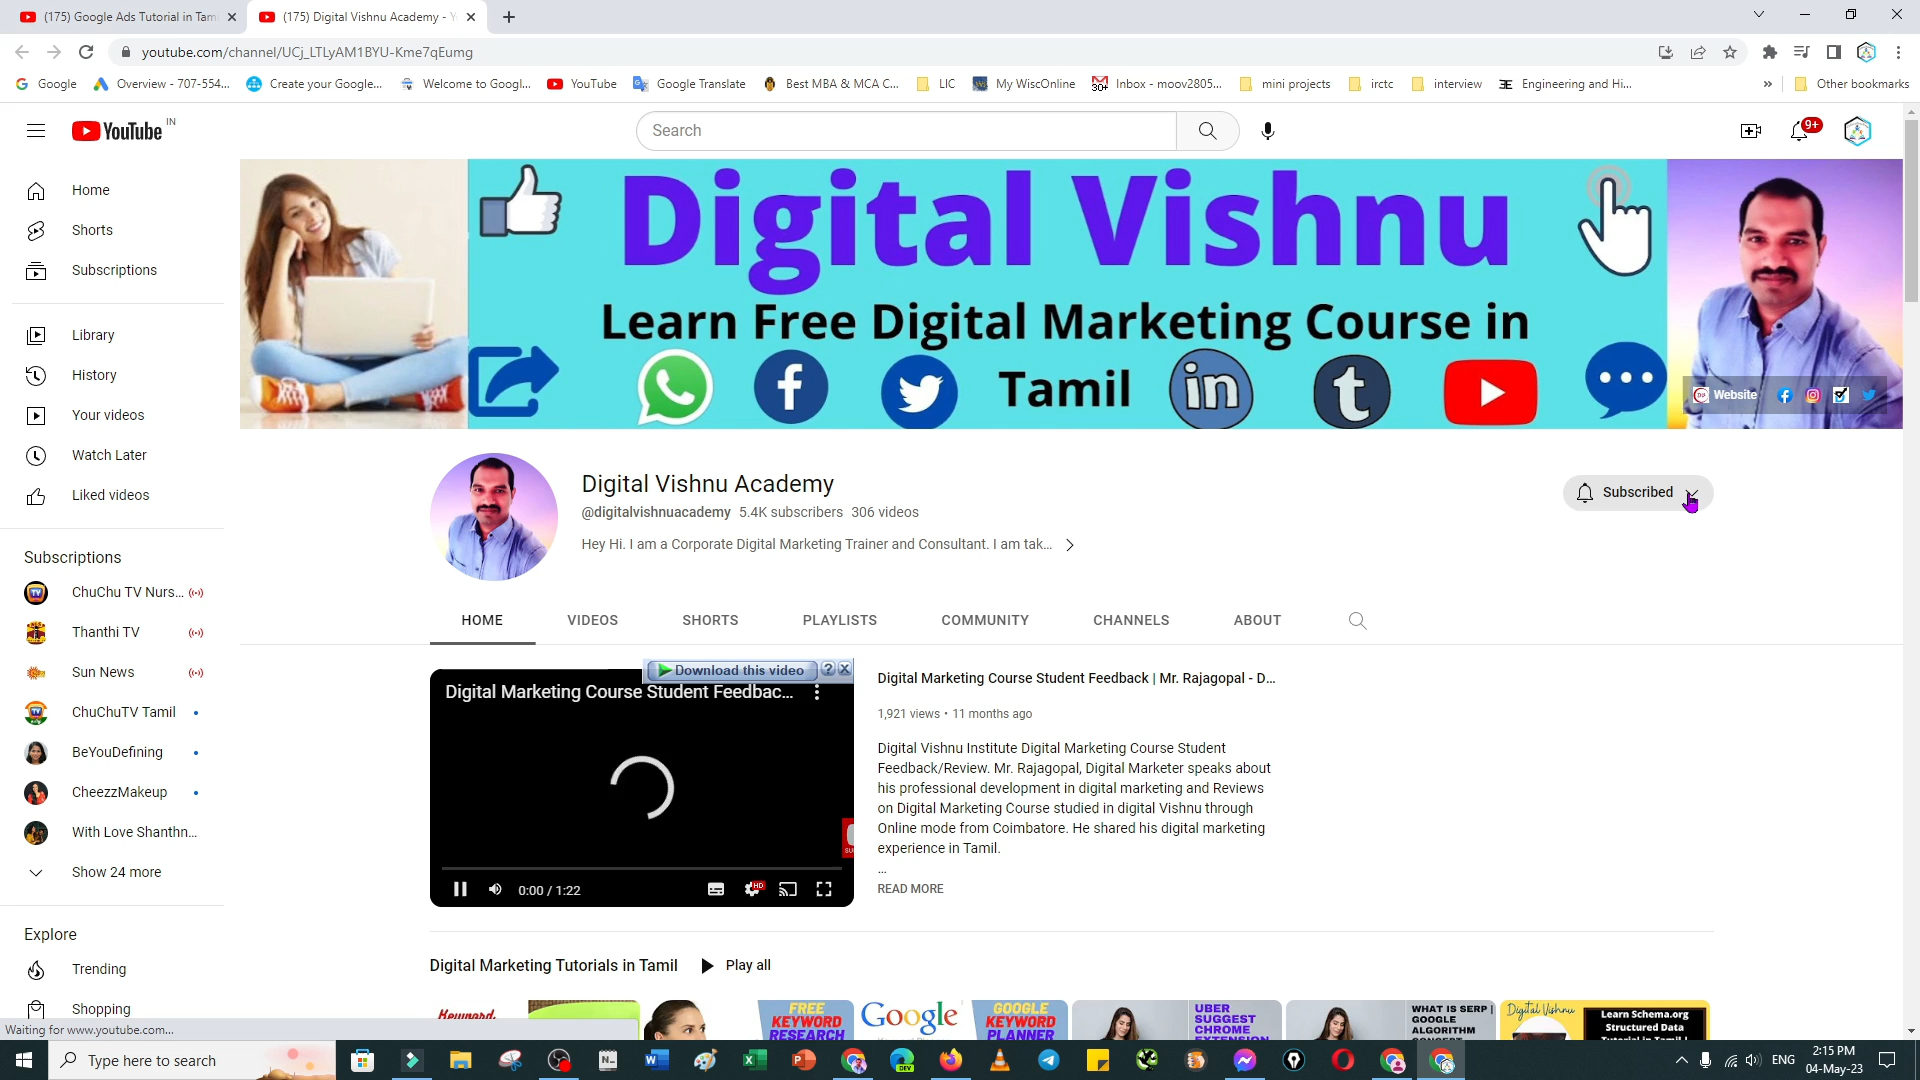 (175) Google Ads Tutorial in Tam
(175) Digital Vishnu Academy - Y
youtube.com/channel/UCj_LTLyAM1BYU-Kme7qEumg
Google
Overview - 707-554...
Create your Google...
Welcome to Googl...
YouTube
Google Translate
Best MBA & MCA C...
LIC
My WiscOnline
30+
Inbox - moov2805...
mini projects
irctc
interview
Engineering and Hi...
»
Other bookmarks
YouTube IN
Search
9+
Home
Shorts
Subscriptions
Library
History
Your videos
Watch Later
Liked videos
Subscriptions
ChuChu TV Nurs...
Thanthi TV
Sun News
ChuChuTV Tamil
BeYouDefining
CheezzMakeup
With Love Shanthn...
Show 24 more
Explore
Trending
Shopping
Digital Vishnu
Learn Free Digital Marketing Course in
Tamil
Website
Digital Vishnu Academy
@digitalvishnuacademy 5.4K subscribers 306 videos
Hey Hi. I am a Corporate Digital Marketing Trainer and Consultant. I am tak...
Subscribed
HOME
VIDEOS
SHORTS
PLAYLISTS
COMMUNITY
CHANNELS
ABOUT
Download this video
Digital Marketing Course Student Feedbac...
0:00 / 1:22
HD
Digital Marketing Course Student Feedback | Mr. Rajagopal - D...
1,921 views • 11 months ago
Digital Vishnu Institute Digital Marketing Course Student
Feedback/Review. Mr. Rajagopal, Digital Marketer speaks about
his professional development in digital marketing and Reviews
on Digital Marketing Course studied in digital Vishnu through
Online mode from Coimbatore. He shared his digital marketing
experience in Tamil.
...
READ MORE
Digital Marketing Tutorials in Tamil
Play all
Keyword
FREE
KEYWORD
RESEARCH
Google
GOOGLE
KEYWORD
PLANNER
UBER
SUGGEST
CHROME
EXTENSION
WHAT IS SERP |
GOOGLE
ALGORITHM
Digital Vishnu
Learn Schema.org
Structured Data
Waiting for www.youtube.com...
Type here to search
DEV
ENG
2:15 PM
04-May-23